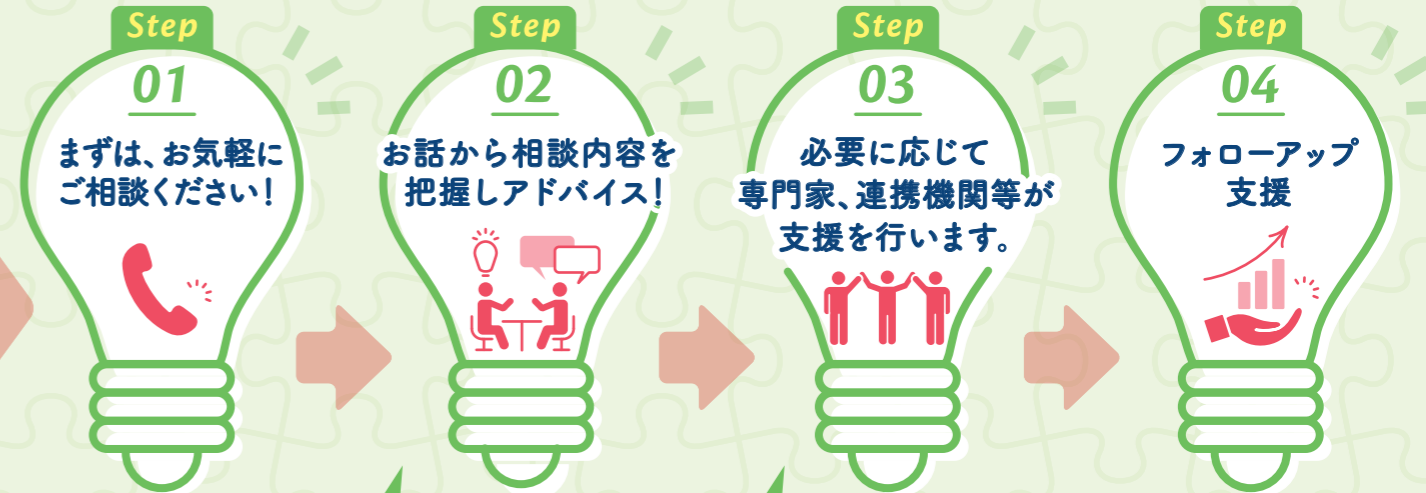 Step
01
まずは、お気軽に
ご相談ください!
Step
02
お話から相談内容を
把握しアドバイス!
Step
03
必要に応じて
専門家、連携機関等が
支援を行います。
Step
04
フォローアップ
支援